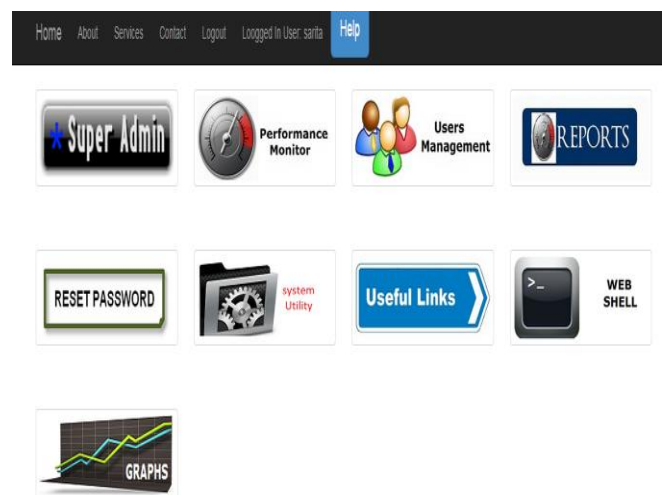 Home About Services Contact Logout Loogged In User: sarita Help
* Super Admin
Performance
Monitor
Users
Management
REPORTS
RESET PASSWORD
system
Utility
Useful Links
>_
WEB
SHELL
GRAPHS